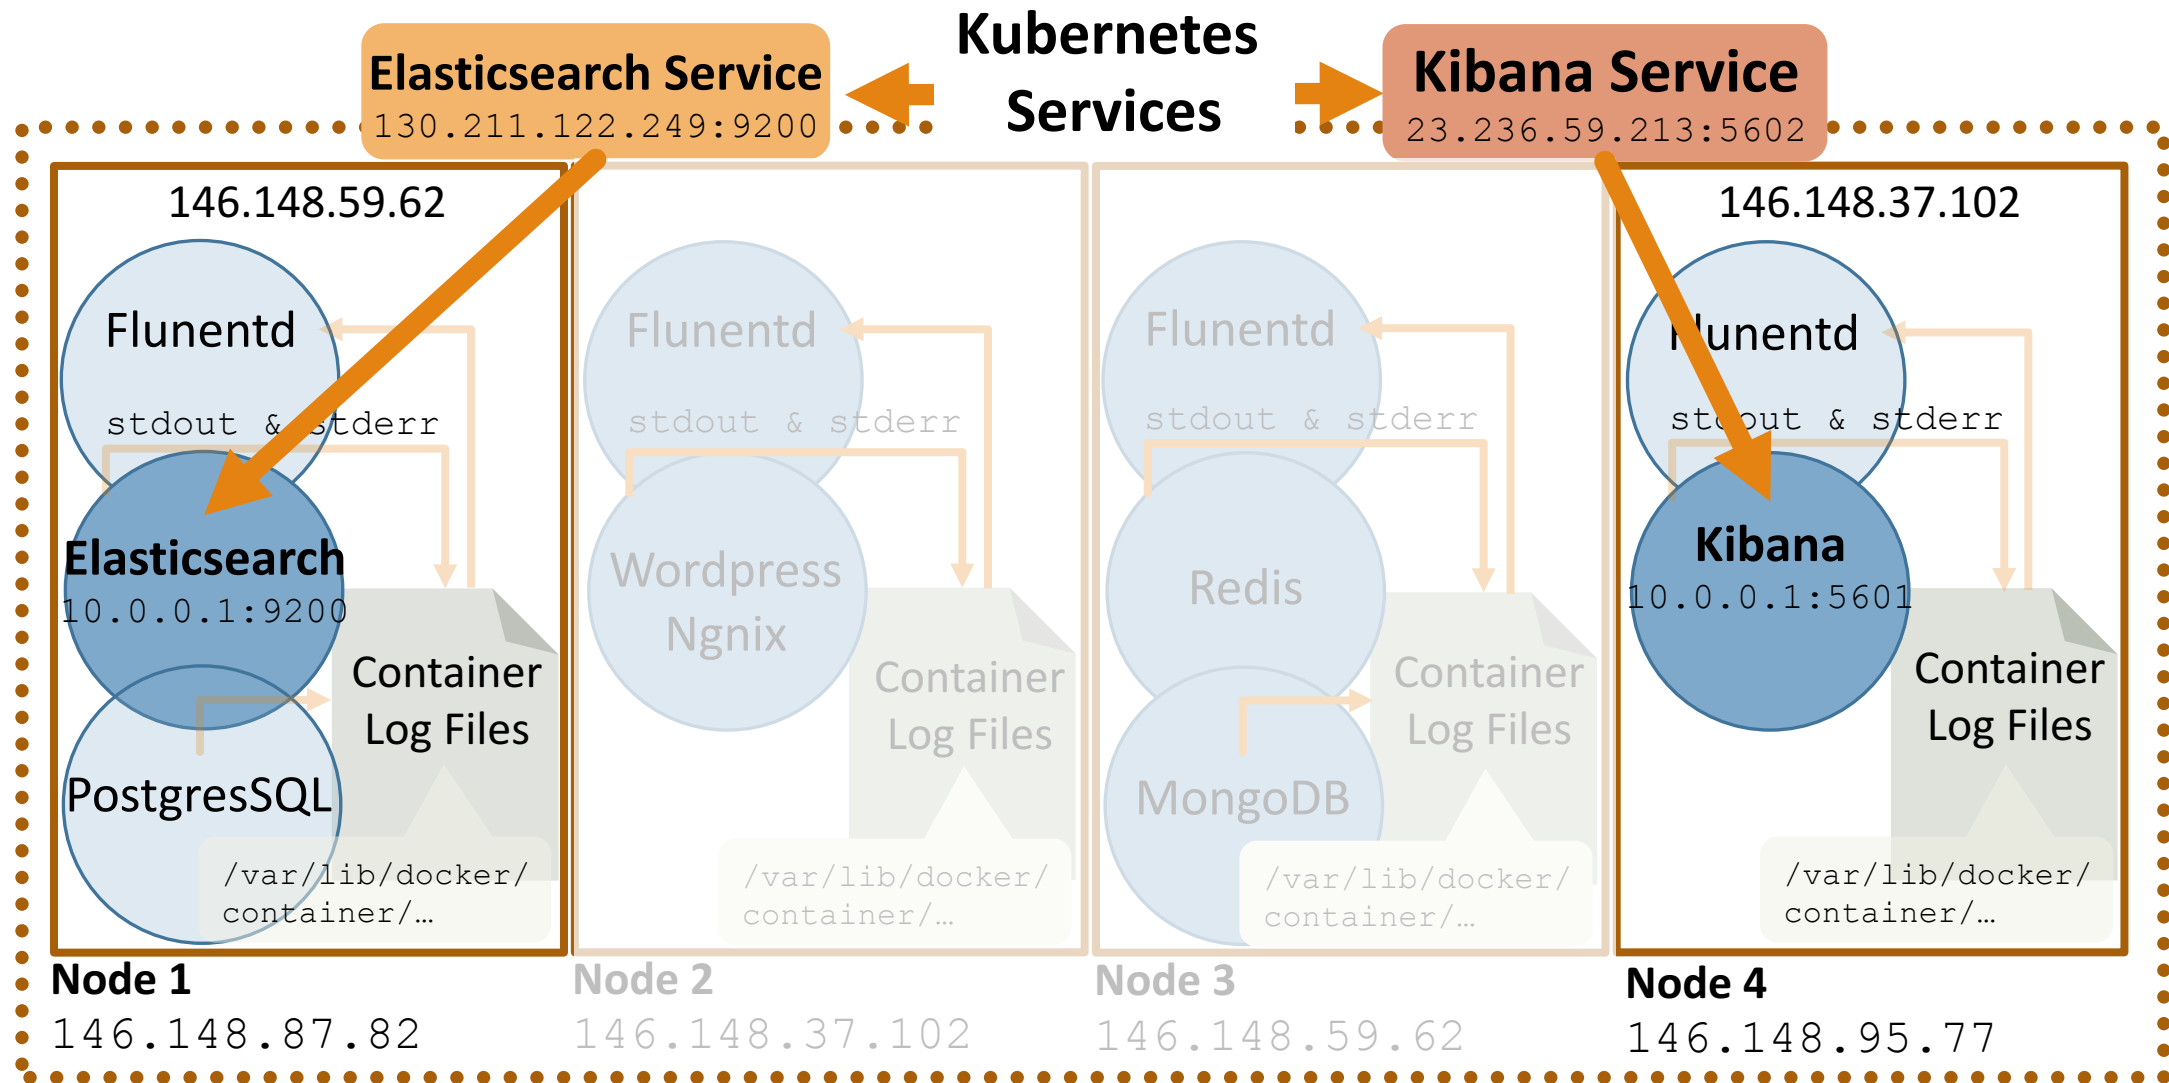 Kubernetes
Services
Elasticsearch Service
130.211.122.249:9200
Kibana Service
23.236.59.213:5602
146.148.59.62
Flunentd
stdout & stderr
Elasticsearch
10.0.0.1:9200
Container
Log Files
PostgresSQL
/var/lib/docker/
container/…
Node 1
146.148.87.82
Flunentd
stdout & stderr
Wordpress
Ngnix
Container
Log Files
/var/lib/docker/
container/…
Node 2
146.148.37.102
Flunentd
stdout & stderr
Redis
Container
Log Files
MongoDB
/var/lib/docker/
container/…
Node 3
146.148.59.62
146.148.37.102
Flunentd
stdout & stderr
Kibana
10.0.0.1:5601
Container
Log Files
/var/lib/docker/
container/…
Node 4
146.148.95.77